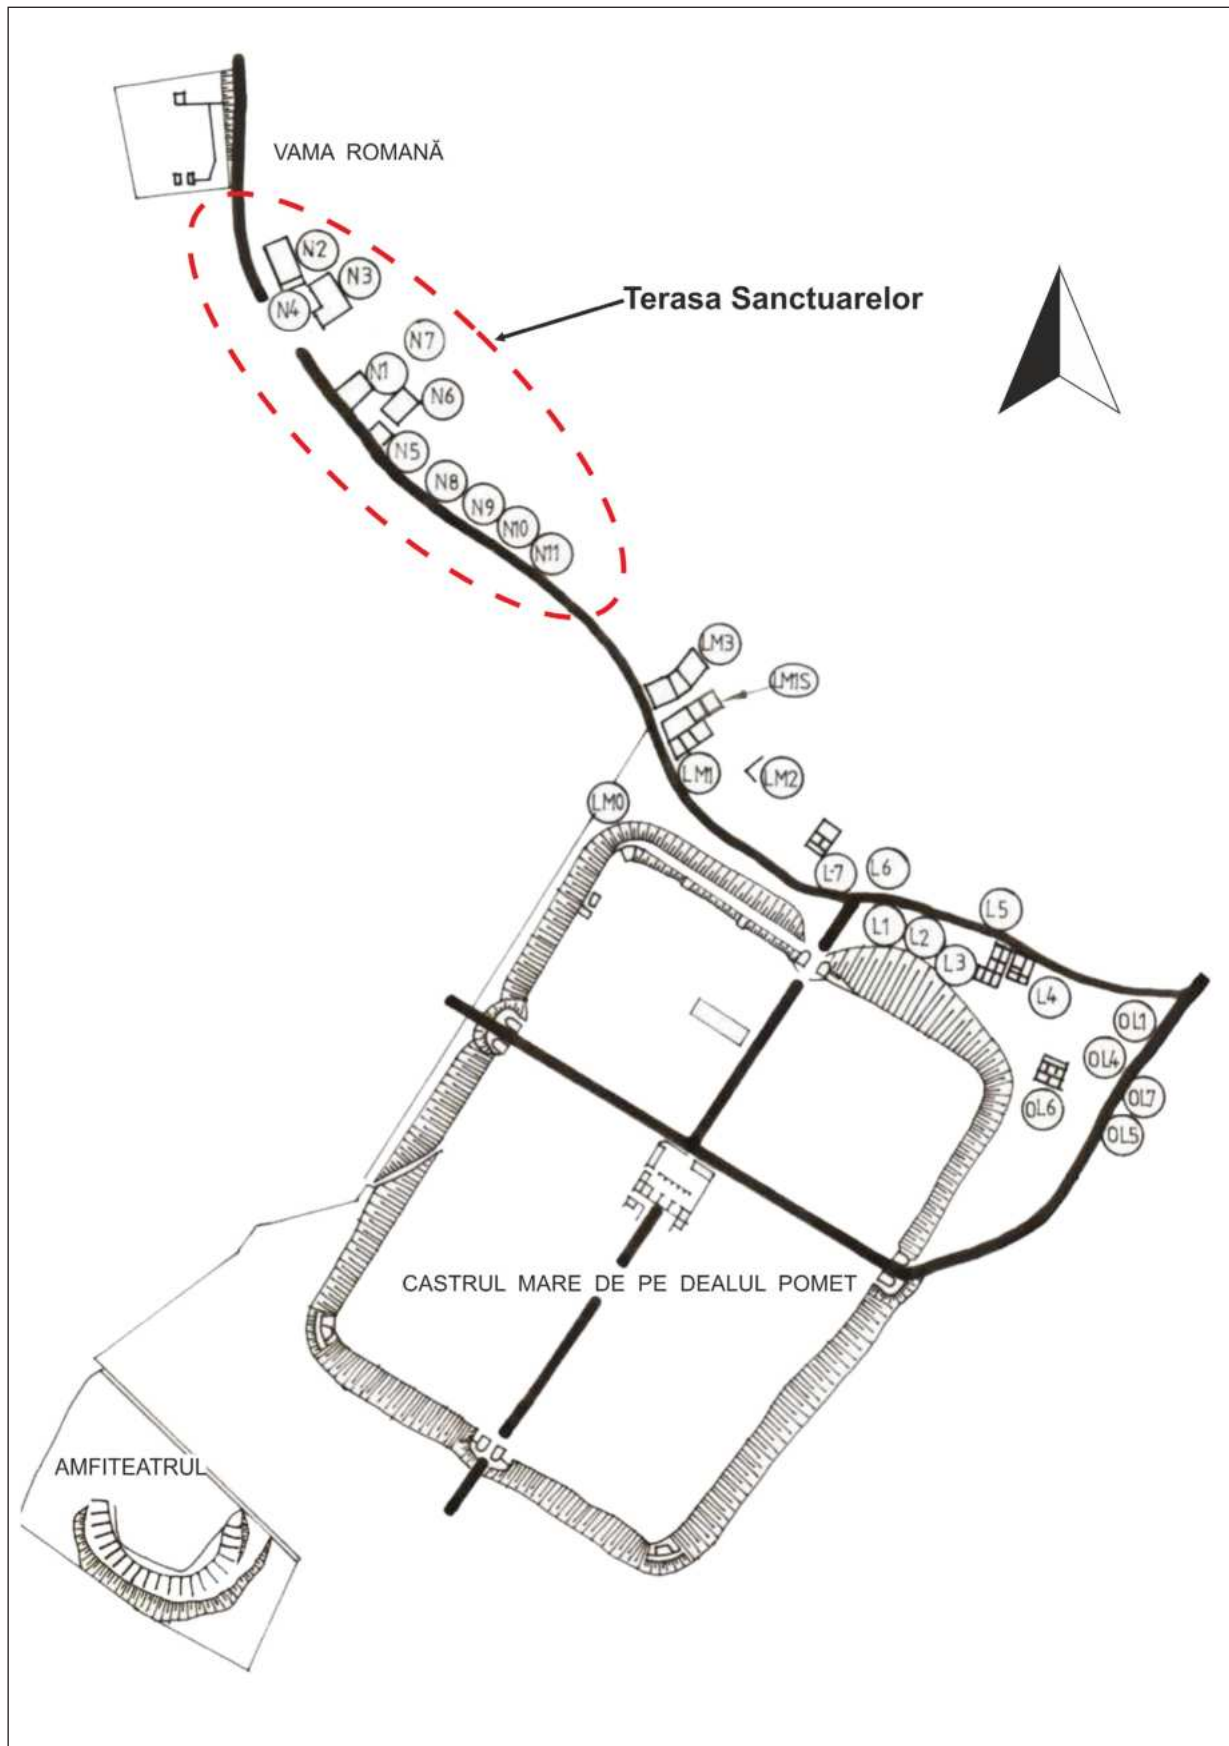 VAMA ROMANĂ
N2
N3
N4
Terasa Sanctuarelor
N7
N1
N6
N5
N8
N9
N10
N11
LM3
LM1S
LM1
LM2
LM0
L7
L6
L5
L1
L2
L3
L4
OL1
OL4
OL7
OL6
OL5
CASTRUL MARE DE PE DEALUL POMET
AMFITEATRUL